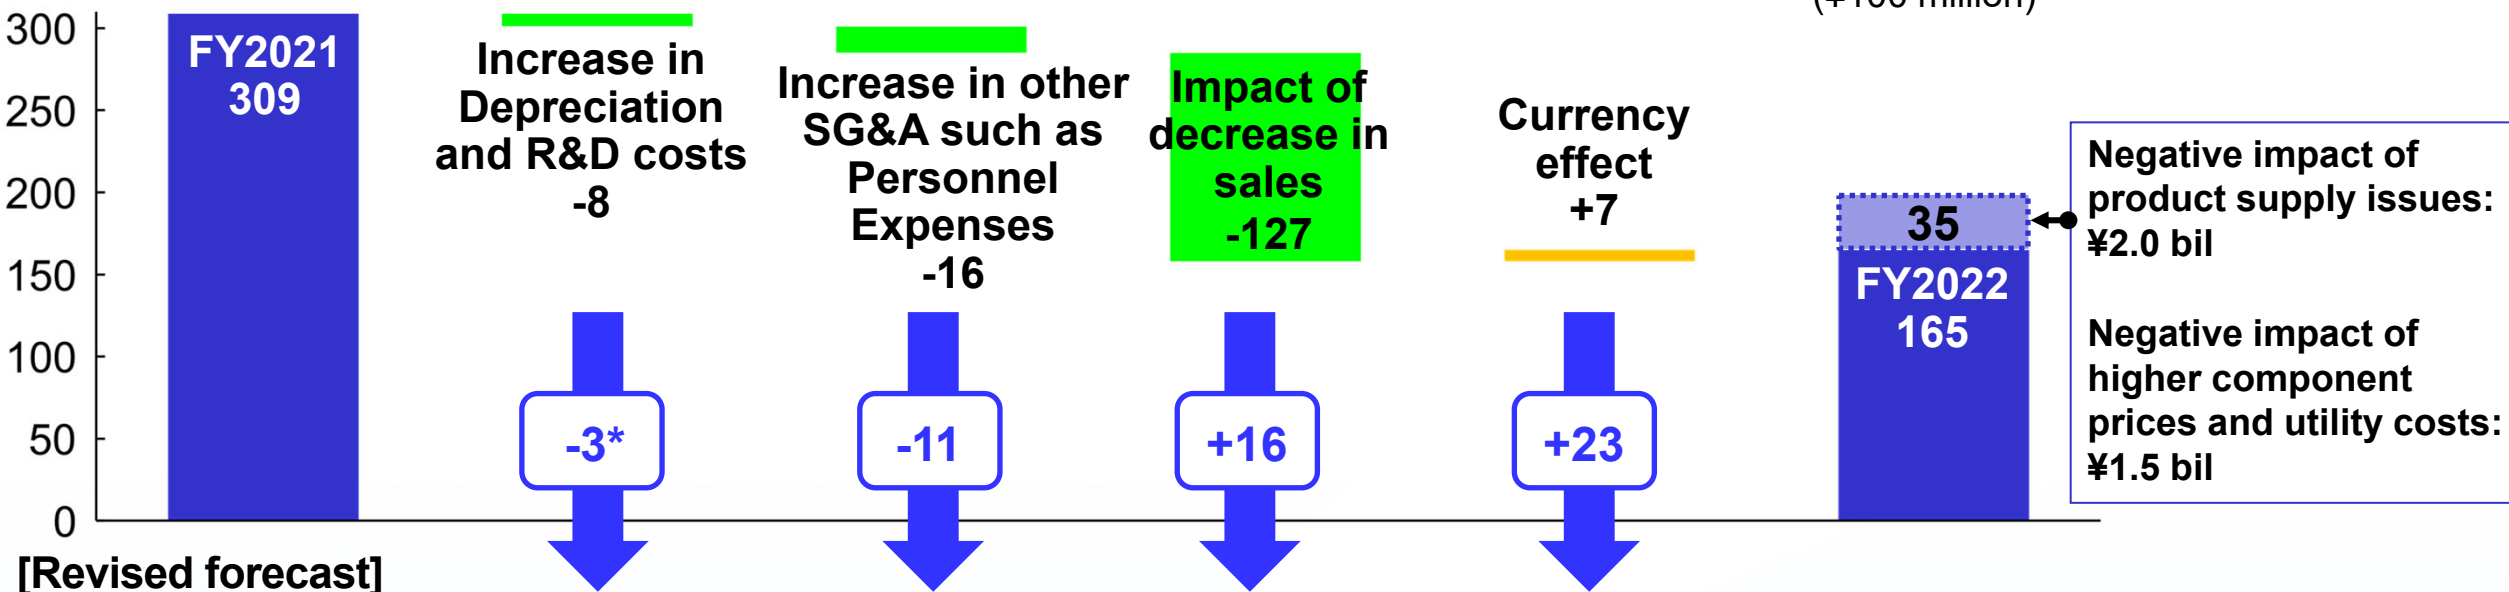 (¥100 million)
300
250
200
150
100
50
0
FY2021
309
Increase in
Depreciation
and R&D costs
-8
Increase in other
SG&A such as
Personnel
Expenses
-16
Impact of
decrease in
sales
-127
Currency
effect
+7
35
FY2022
165
Negative impact of
product supply issues:
¥2.0 bil
Negative impact of
higher component
prices and utility costs:
¥1.5 bil
-3*
-11
+16
+23
[Revised forecast]